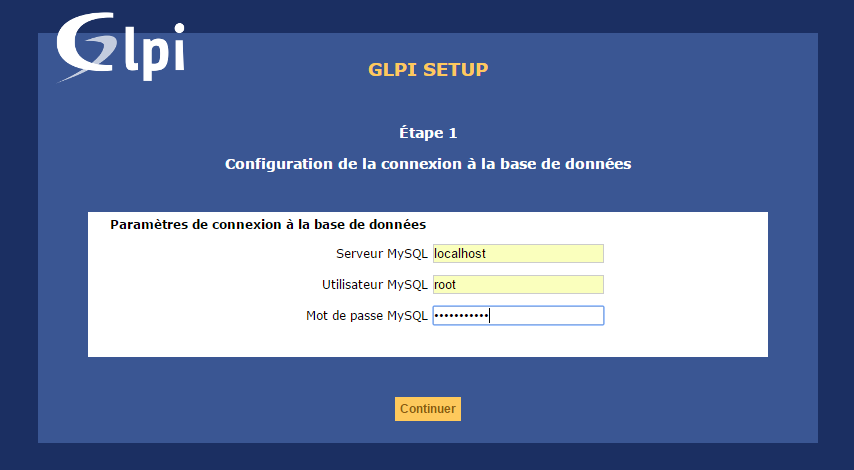 Glpi
GLPI SETUP
Étape 1
Configuration de la connexion à la base de données
Paramètres de connexion à la base de données
Serveur MySQL localhost
Utilisateur MySQL root
Mot de passe MySQL •••••••••••
Continuer